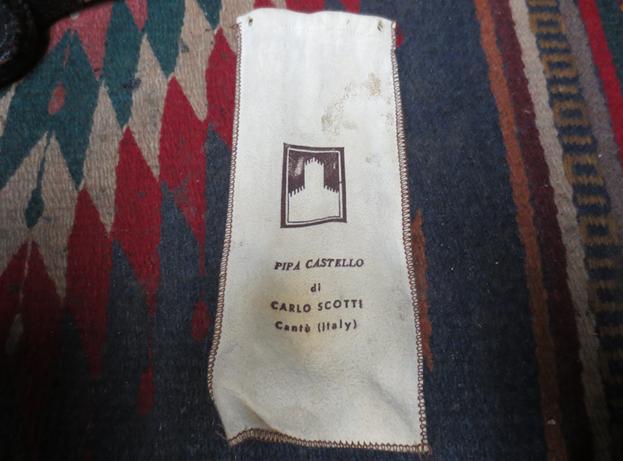 PIPA CASTELLO
di
CARLO SCOTTI
Cantù (Italy)